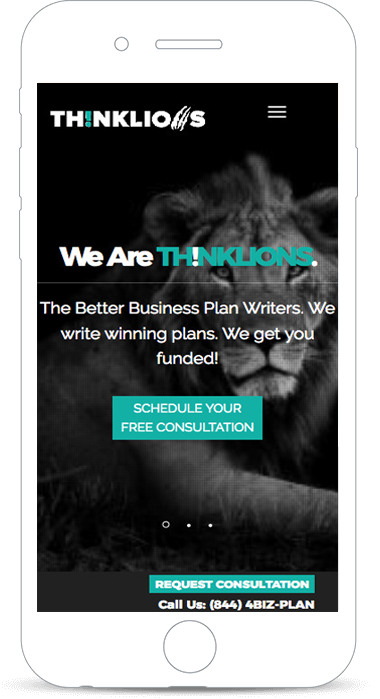 TH!NKLIONS
We Are TH!NKLIONS.
The Better Business Plan Writers. We
write winning plans. We get you
funded!
SCHEDULE YOUR
FREE CONSULTATION
REQUEST CONSULTATION
Call Us: (844) 4BIZ-PLAN